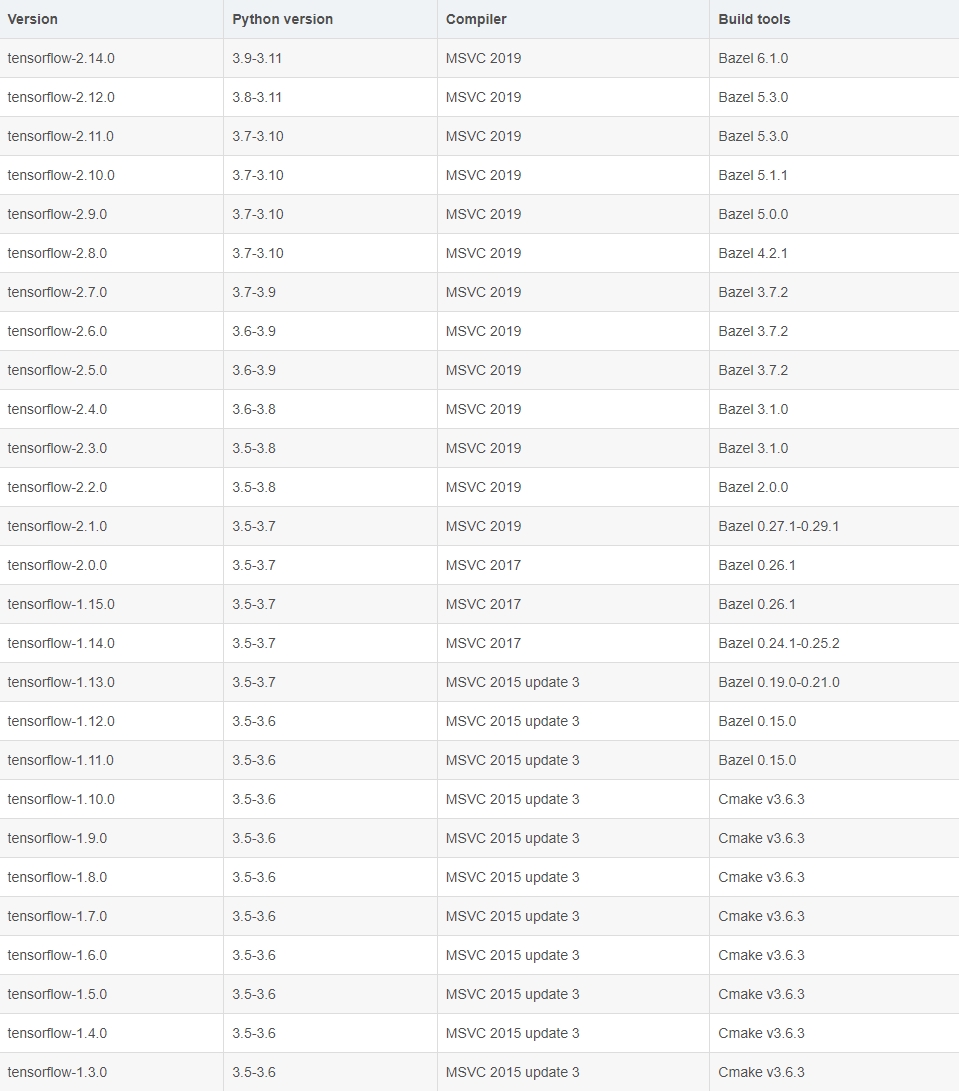 Version Python version Compiler Build tools
tensorflow-2.14.0 3.9-3.11 MSVC 2019 Bazel 6.1.0
tensorflow-2.12.0 3.8-3.11 MSVC 2019 Bazel 5.3.0
tensorflow-2.11.0 3.7-3.10 MSVC 2019 Bazel 5.3.0
tensorflow-2.10.0 3.7-3.10 MSVC 2019 Bazel 5.1.1
tensorflow-2.9.0 3.7-3.10 MSVC 2019 Bazel 5.0.0
tensorflow-2.8.0 3.7-3.10 MSVC 2019 Bazel 4.2.1
tensorflow-2.7.0 3.7-3.9 MSVC 2019 Bazel 3.7.2
tensorflow-2.6.0 3.6-3.9 MSVC 2019 Bazel 3.7.2
tensorflow-2.5.0 3.6-3.9 MSVC 2019 Bazel 3.7.2
tensorflow-2.4.0 3.6-3.8 MSVC 2019 Bazel 3.1.0
tensorflow-2.3.0 3.5-3.8 MSVC 2019 Bazel 3.1.0
tensorflow-2.2.0 3.5-3.8 MSVC 2019 Bazel 2.0.0
tensorflow-2.1.0 3.5-3.7 MSVC 2019 Bazel 0.27.1-0.29.1
tensorflow-2.0.0 3.5-3.7 MSVC 2017 Bazel 0.26.1
tensorflow-1.15.0 3.5-3.7 MSVC 2017 Bazel 0.26.1
tensorflow-1.14.0 3.5-3.7 MSVC 2017 Bazel 0.24.1-0.25.2
tensorflow-1.13.0 3.5-3.7 MSVC 2015 update 3 Bazel 0.19.0-0.21.0
tensorflow-1.12.0 3.5-3.6 MSVC 2015 update 3 Bazel 0.15.0
tensorflow-1.11.0 3.5-3.6 MSVC 2015 update 3 Bazel 0.15.0
tensorflow-1.10.0 3.5-3.6 MSVC 2015 update 3 Cmake v3.6.3
tensorflow-1.9.0 3.5-3.6 MSVC 2015 update 3 Cmake v3.6.3
tensorflow-1.8.0 3.5-3.6 MSVC 2015 update 3 Cmake v3.6.3
tensorflow-1.7.0 3.5-3.6 MSVC 2015 update 3 Cmake v3.6.3
tensorflow-1.6.0 3.5-3.6 MSVC 2015 update 3 Cmake v3.6.3
tensorflow-1.5.0 3.5-3.6 MSVC 2015 update 3 Cmake v3.6.3
tensorflow-1.4.0 3.5-3.6 MSVC 2015 update 3 Cmake v3.6.3
tensorflow-1.3.0 3.5-3.6 MSVC 2015 update 3 Cmake v3.6.3